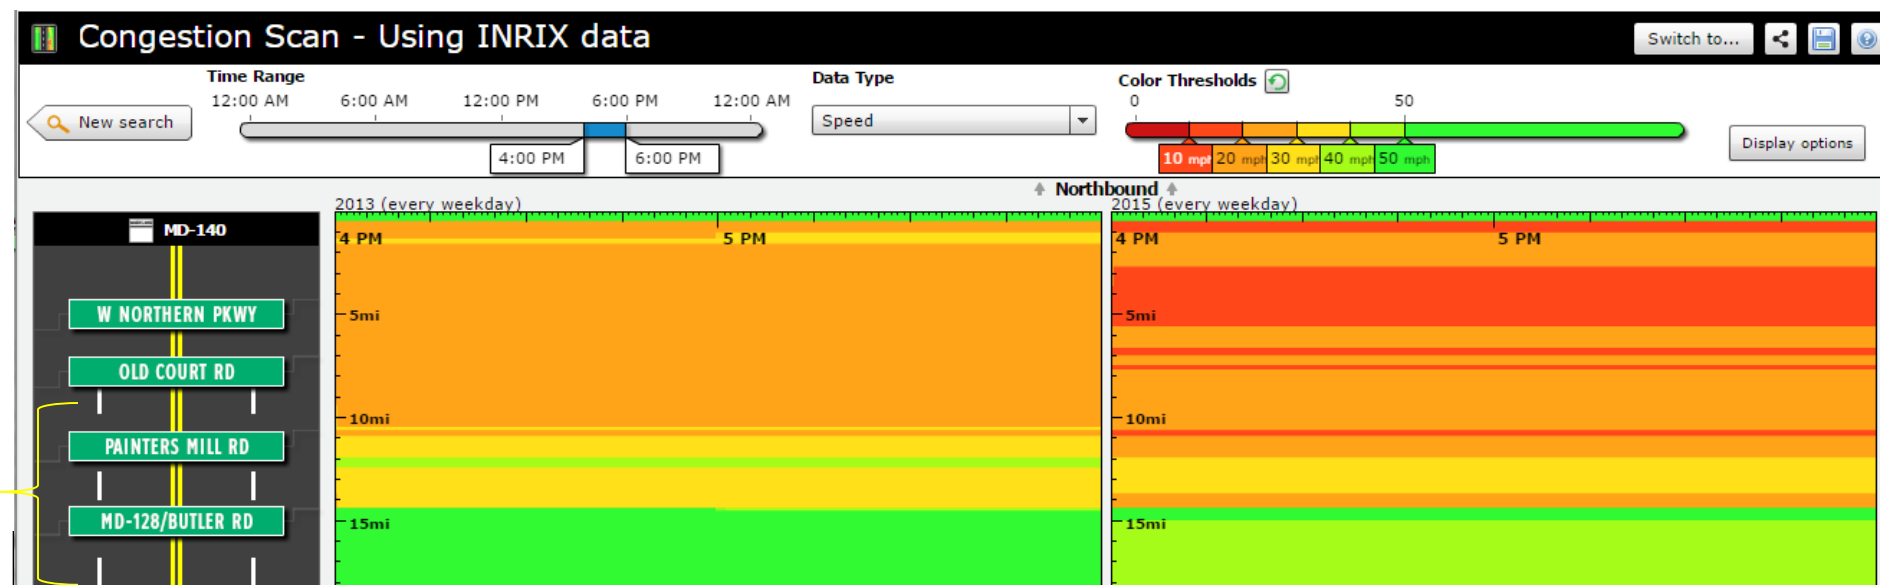 Congestion Scan - Using INRIX data
Switch to...
Time Range
Data Type
Color Thresholds
12:00 AM 6:00 AM 12:00 PM 6:00 PM 12:00 AM
0 50
New search
Speed
Display options
4:00 PM 6:00 PM
10 mph 20 mph 30 mph 40 mph 50 mph
Northbound
2013 (every weekday)
2015 (every weekday)
MD-140
4 PM 5 PM
4 PM 5 PM
W NORTHERN PKWY
5mi
5mi
OLD COURT RD
10mi
10mi
PAINTERS MILL RD
MD-128/BUTLER RD
15mi
15mi